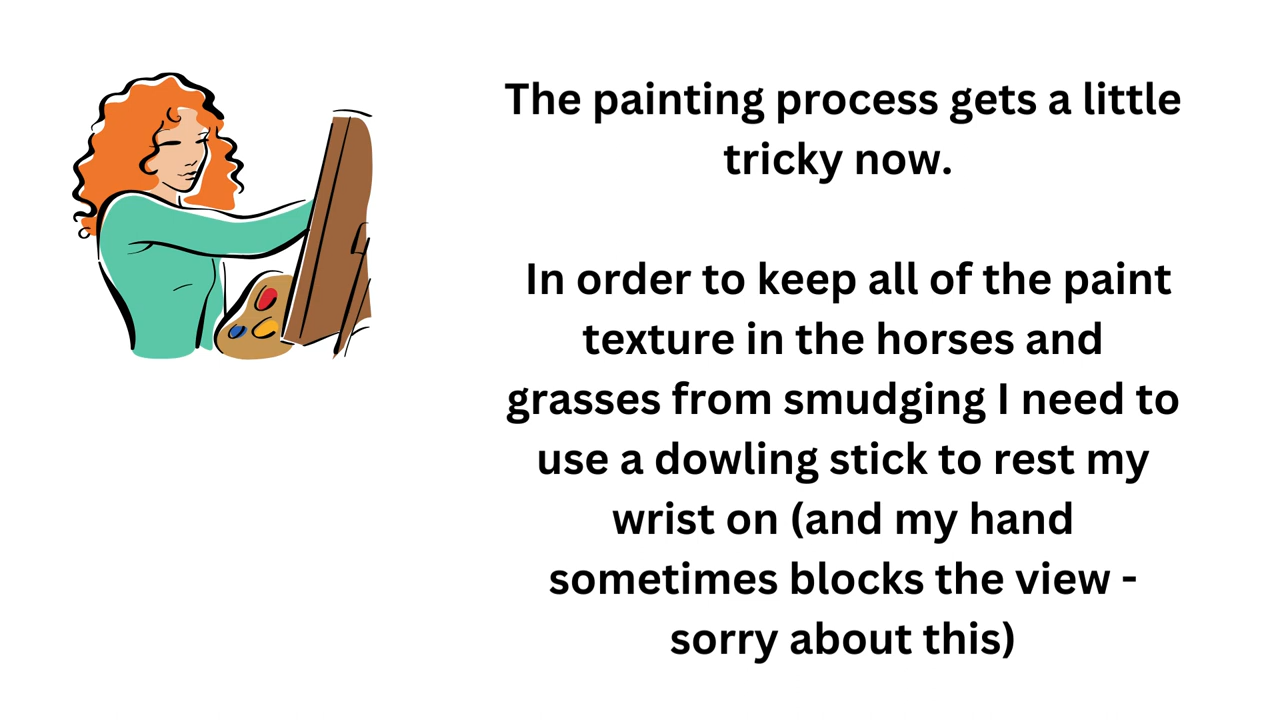 The painting process gets a little
tricky now.
In order to keep all of the paint
texture in the horses and
grasses from smudging I need to
use a dowling stick to rest my
wrist on (and my hand
sometimes blocks the view -
sorry about this)